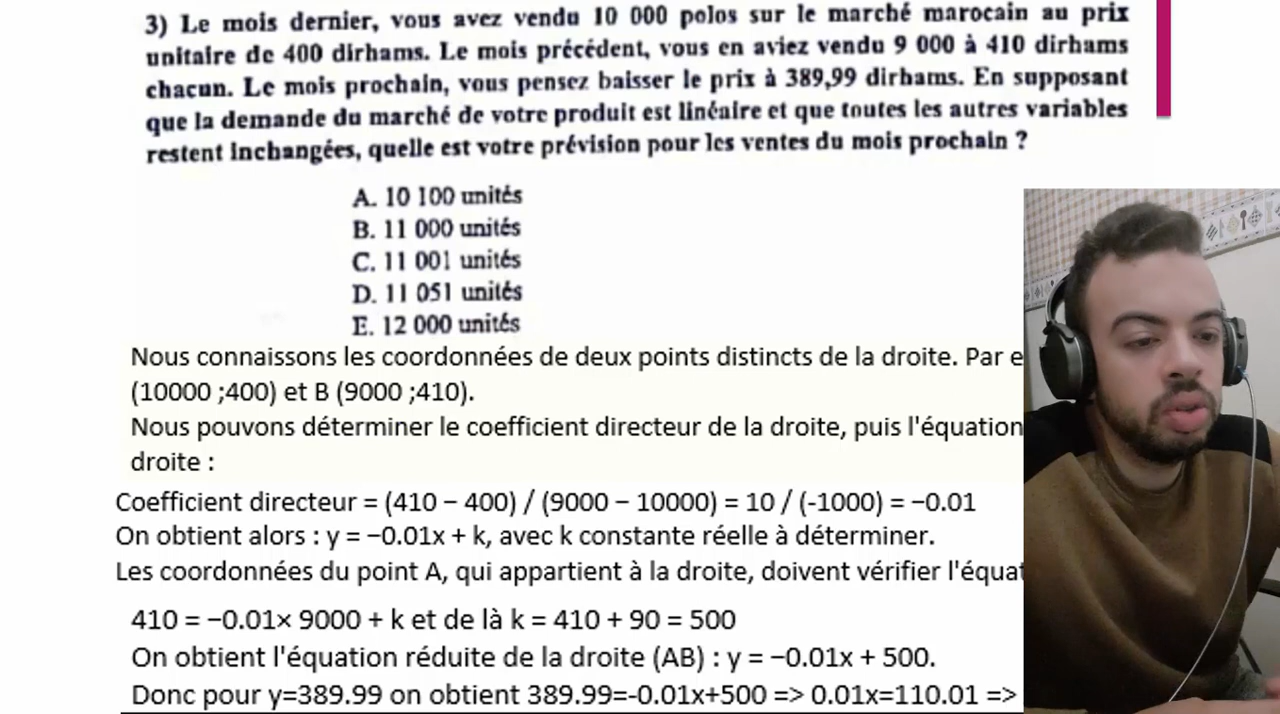 3) Le mois dernier, vous avez vendu 10 000 polos sur le marché marocain au prix
unitaire de 400 dirhams. Le mois précédent, vous en aviez vendu 9 000 à 410 dirhams
chacun. Le mois prochain, vous pensez baisser le prix à 389,99 dirhams. En supposant
que la demande du marché de votre produit est linéaire et que toutes les autres variables
restent inchangées, quelle est votre prévision pour les ventes du mois prochain ?
A. 10 100 unités
B. 11 000 unités
C. 11 001 unités
D. 11 051 unités
E. 12 000 unités
Nous connaissons les coordonnées de deux points distincts de la droite. Par e
(10000 ;400) et B (9000 ;410).
Nous pouvons déterminer le coefficient directeur de la droite, puis l'équation
droite :
Coefficient directeur = (410 − 400) / (9000 − 10000) = 10 / (-1000) = −0.01
On obtient alors : y = −0.01x + k, avec k constante réelle à déterminer.
Les coordonnées du point A, qui appartient à la droite, doivent vérifier l'équat
410 = −0.01× 9000 + k et de là k = 410 + 90 = 500
On obtient l'équation réduite de la droite (AB) : y = −0.01x + 500.
Donc pour y=389.99 on obtient 389.99=-0.01x+500 => 0.01x=110.01 =>